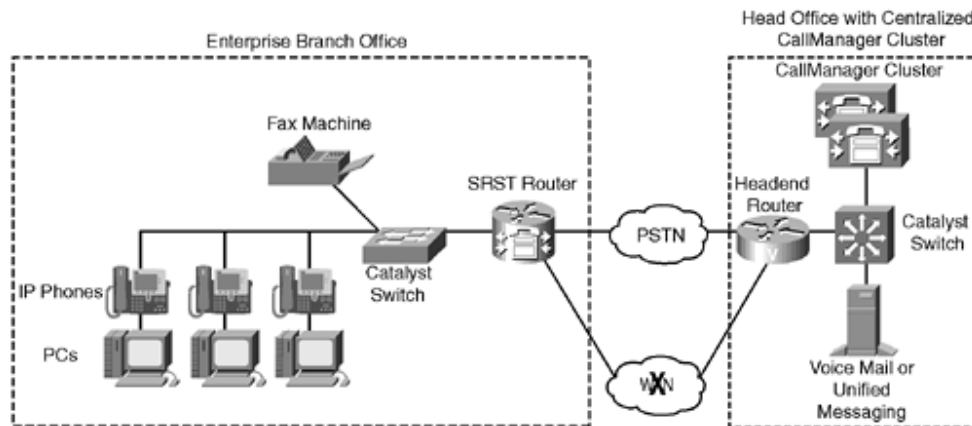 Head Office with Centralized
CallManager Cluster
Enterprise Branch Office
CallManager Cluster
Fax Machine
SRST Router
Headend
Router
PSTN
Catalyst
Switch
Catalyst
Switch
IP Phones
PCs
WAN
V
Voice Mail or
Unified
Messaging